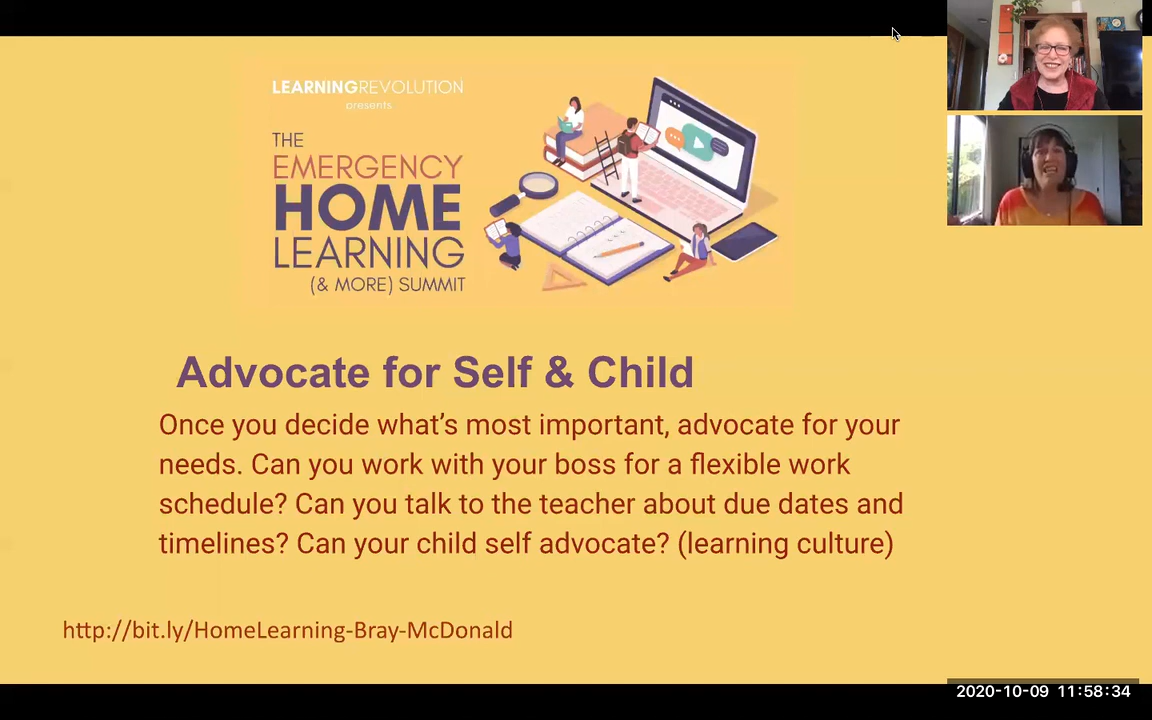 LEARNINGREVOLUTION
presents
THE
EMERGENCY
HOME
LEARNING
(& MORE) SUMMIT
Advocate for Self & Child
Once you decide what’s most important, advocate for your
needs. Can you work with your boss for a flexible work
schedule? Can you talk to the teacher about due dates and
timelines? Can your child self advocate? (learning culture)
http://bit.ly/HomeLearning-Bray-McDonald
2020-10-09 11:58:34